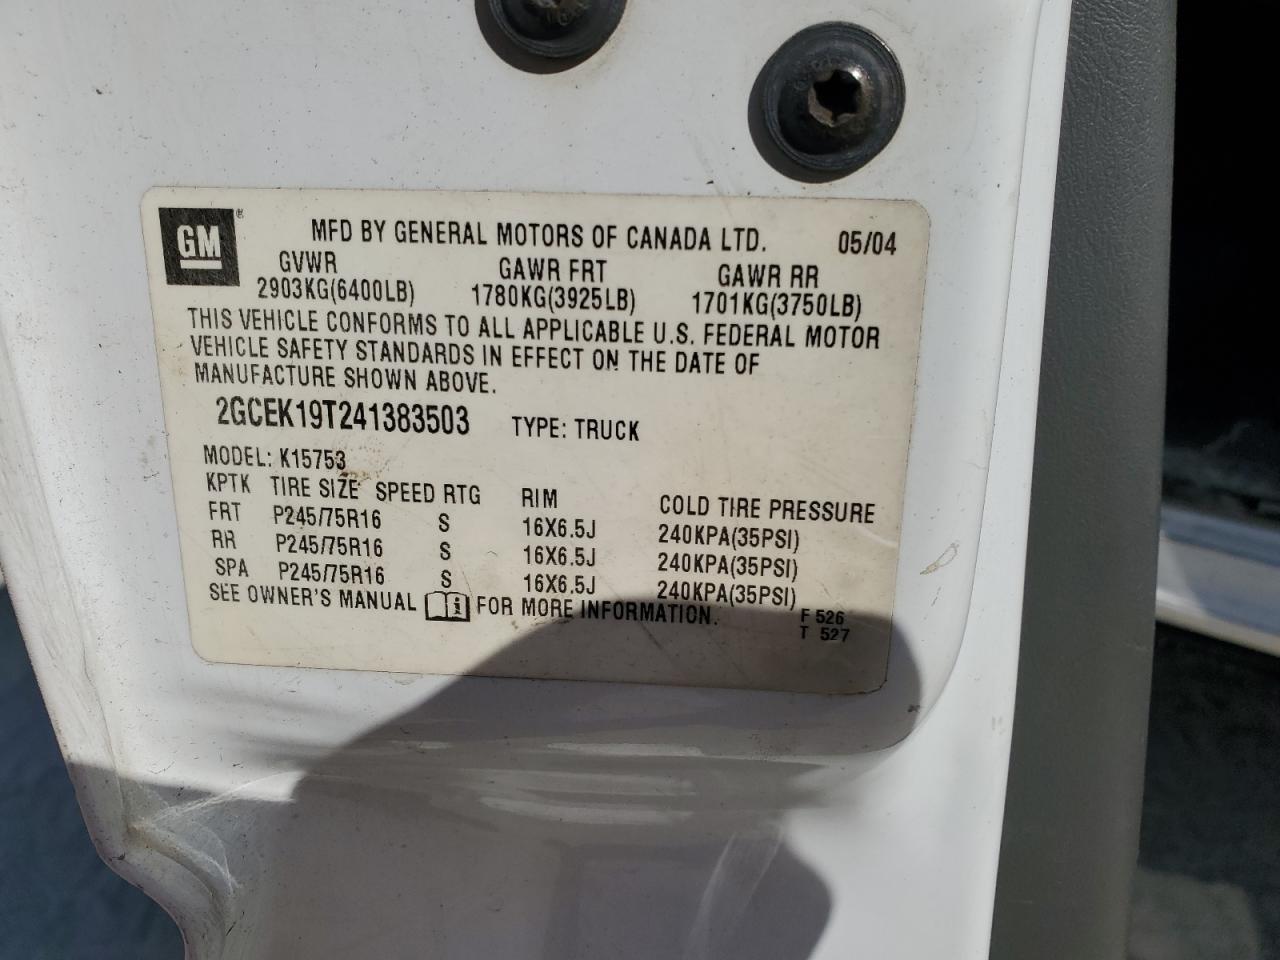 GM ®
MFD BY GENERAL MOTORS OF CANADA LTD. 05/04
GVWR GAWR FRT GAWR RR
2903KG(6400LB) 1780KG(3925LB) 1701KG(3750LB)
THIS VEHICLE CONFORMS TO ALL APPLICABLE U.S. FEDERAL MOTOR
VEHICLE SAFETY STANDARDS IN EFFECT ON THE DATE OF
MANUFACTURE SHOWN ABOVE.
2GCEK19T241383503 TYPE: TRUCK
MODEL: K15753
KPTK TIRE SIZE SPEED RTG RIM COLD TIRE PRESSURE
FRT P245/75R16 S 16X6.5J 240KPA(35PSI)
RR P245/75R16 S 16X6.5J 240KPA(35PSI)
SPA P245/75R16 S 16X6.5J 240KPA(35PSI)
SEE OWNER'S MANUAL i FOR MORE INFORMATION.
F 526
T 527